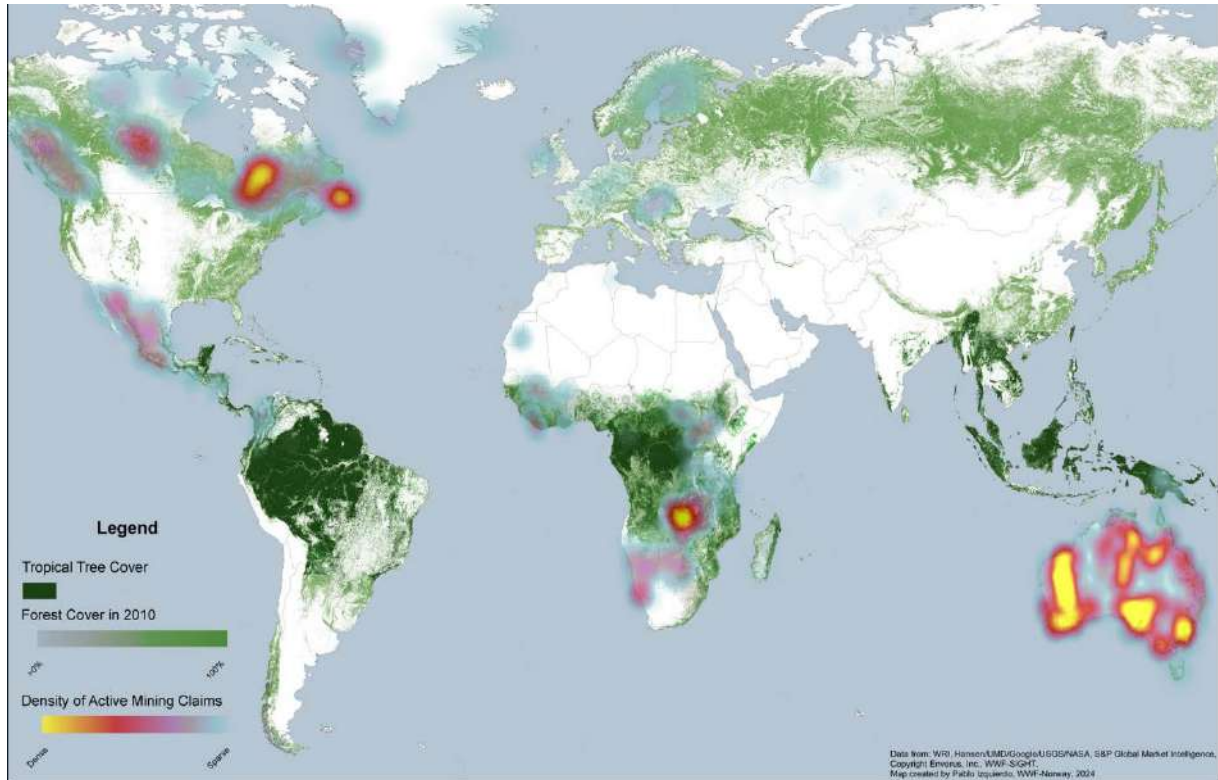 Legend
Tropical Tree Cover
Forest Cover in 2010
>0%
100%
Density of Active Mining Claims
Dense
Sparse
Data from: WRI, Hansen/UMD/Google/USGS/NASA, S&P Global Market Intelligence,
Copyright Enverus, Inc., WWF-SIGHT,
Map created by Pablo Izquierdo, WWF-Norway, 2024